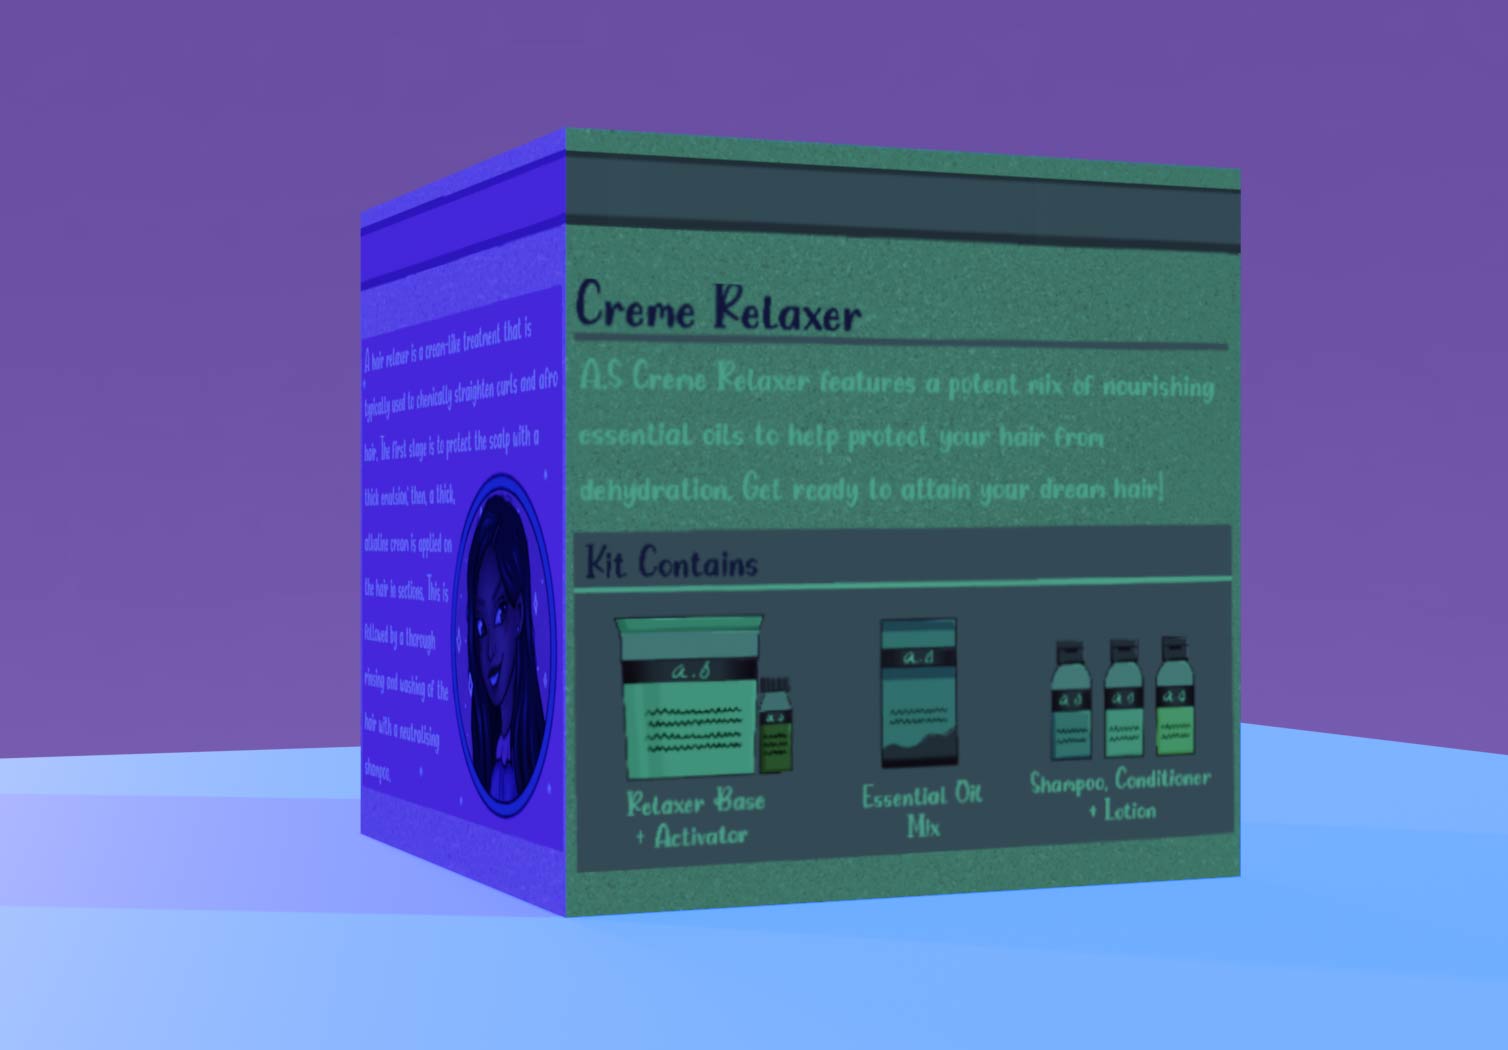 A hair relaxer is a cream-like treatment that is
typically used to chemically straighten curls and afro
hair. The first stage is to protect the scalp with a
thick emulsion, then, a thick,
alkaline cream is applied on
the hair in sections. This is
followed by a thorough
rinsing and washing of the
hair with a neutralising
shampoo.
Creme Relaxer
A.S Creme Relaxer features a potent mix of nourishing
essential oils to help protect your hair from
dehydration. Get ready to attain your dream hair!
Kit Contains
a.s
a.s
a.s
a.s
a.s
a.s
Relaxer Base
+ Activator
Essential Oil
Mix
Shampoo, Conditioner
+ Lotion